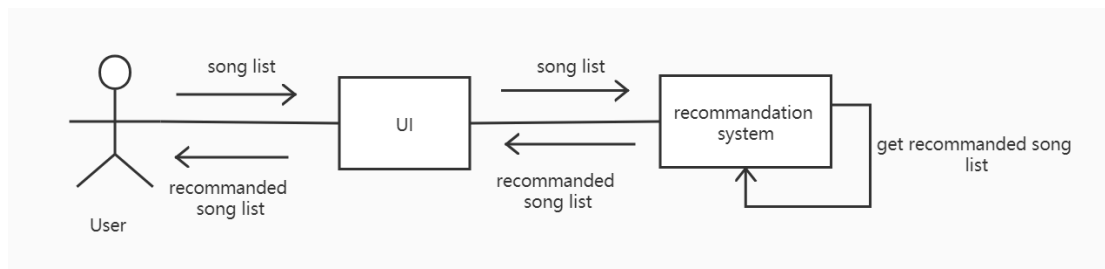 song list
song list
UI
recommandation
system
get recommanded song
list
recommanded
song list
recommanded
song list
User